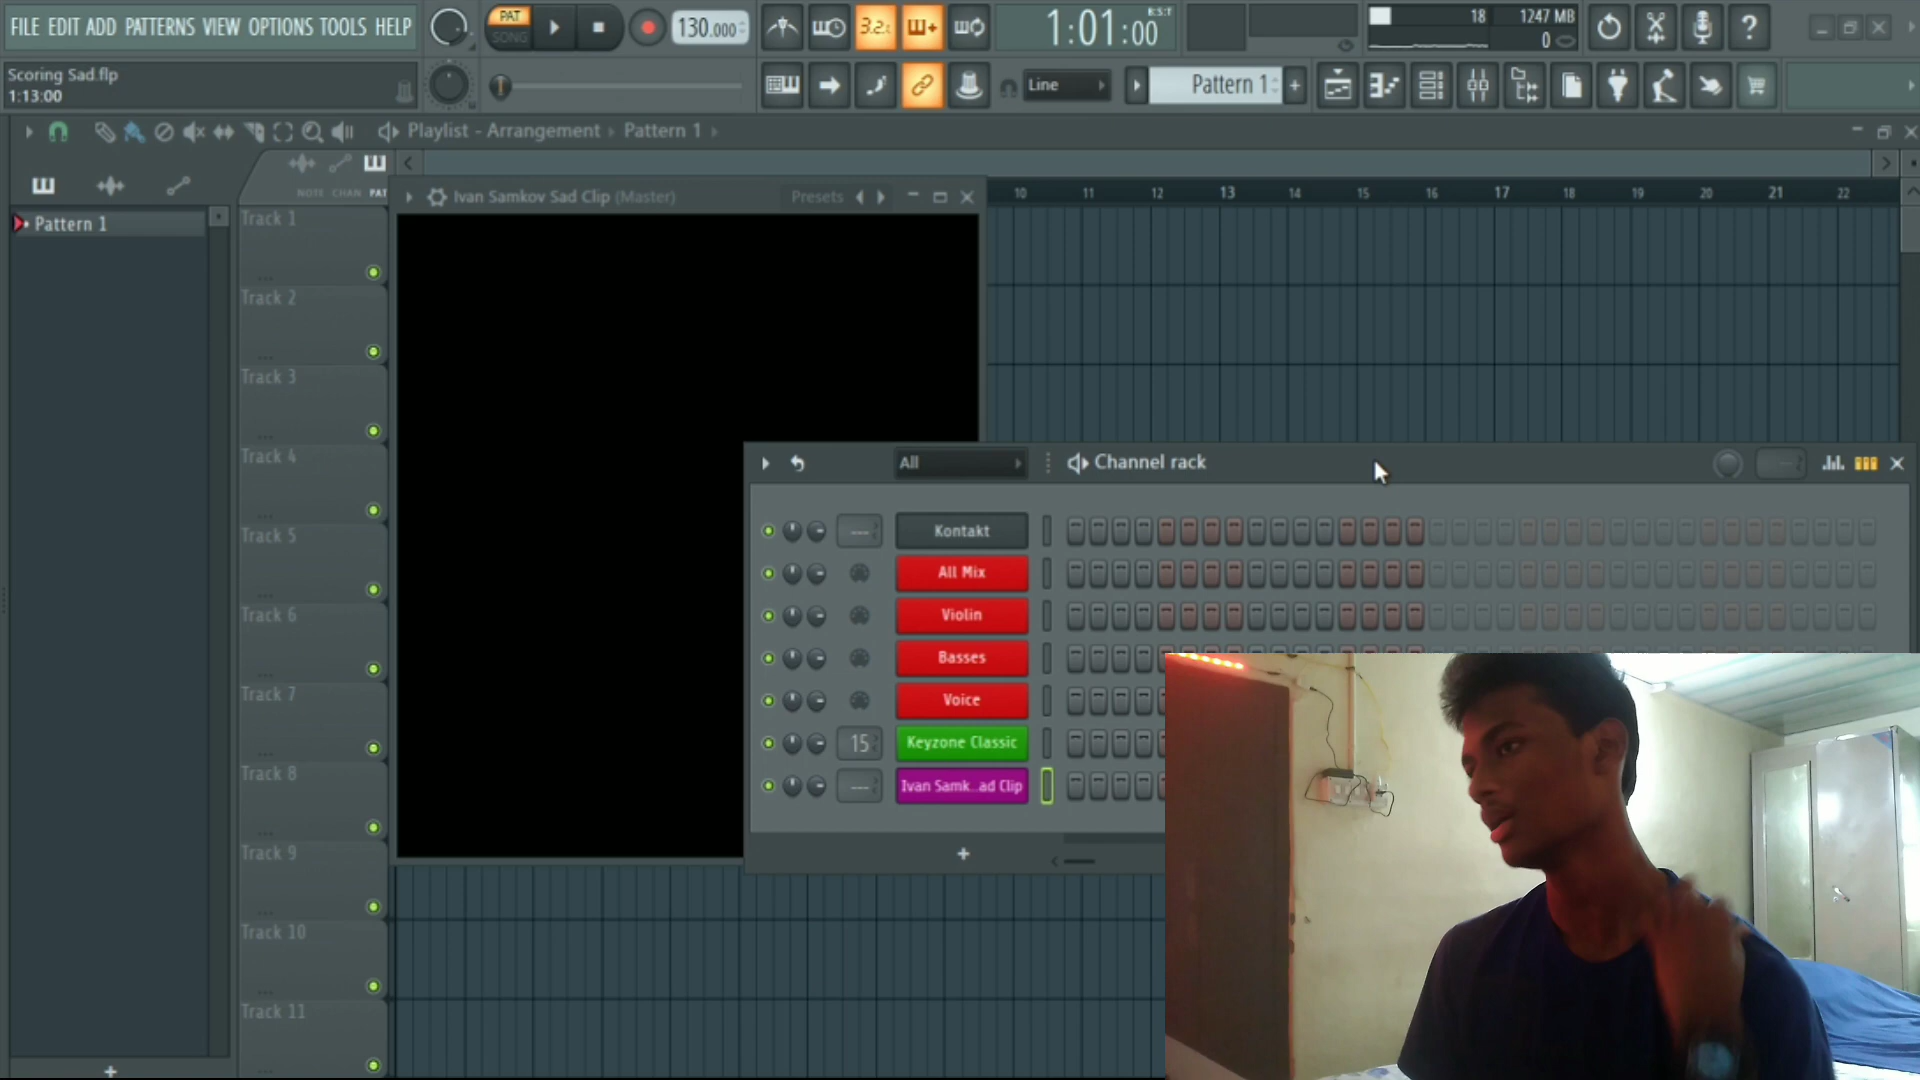 FILE EDIT ADD PATTERNS VIEW OPTIONS TOOLS HELP
PAT
SONG
130.000
3.2.
1:01:00
B:S:T
18
1247 MB
0
Scoring Sad.flp
1:13:00
Line
Pattern 1
Playlist - Arrangement › Pattern 1
NOTE CHAN PAT
Pattern 1
Track 1
Track 2
Track 3
Track 4
Track 5
Track 6
Track 7
Track 8
Track 9
Track 10
Track 11
Ivan Samkov Sad Clip (Master)
Presets
10 11 12 13 14 15 16 17 18 19 20 21 22
All
Channel rack
Kontakt
All Mix
Violin
Basses
Voice
15 Keyzone Classic
Ivan Samk...ad Clip